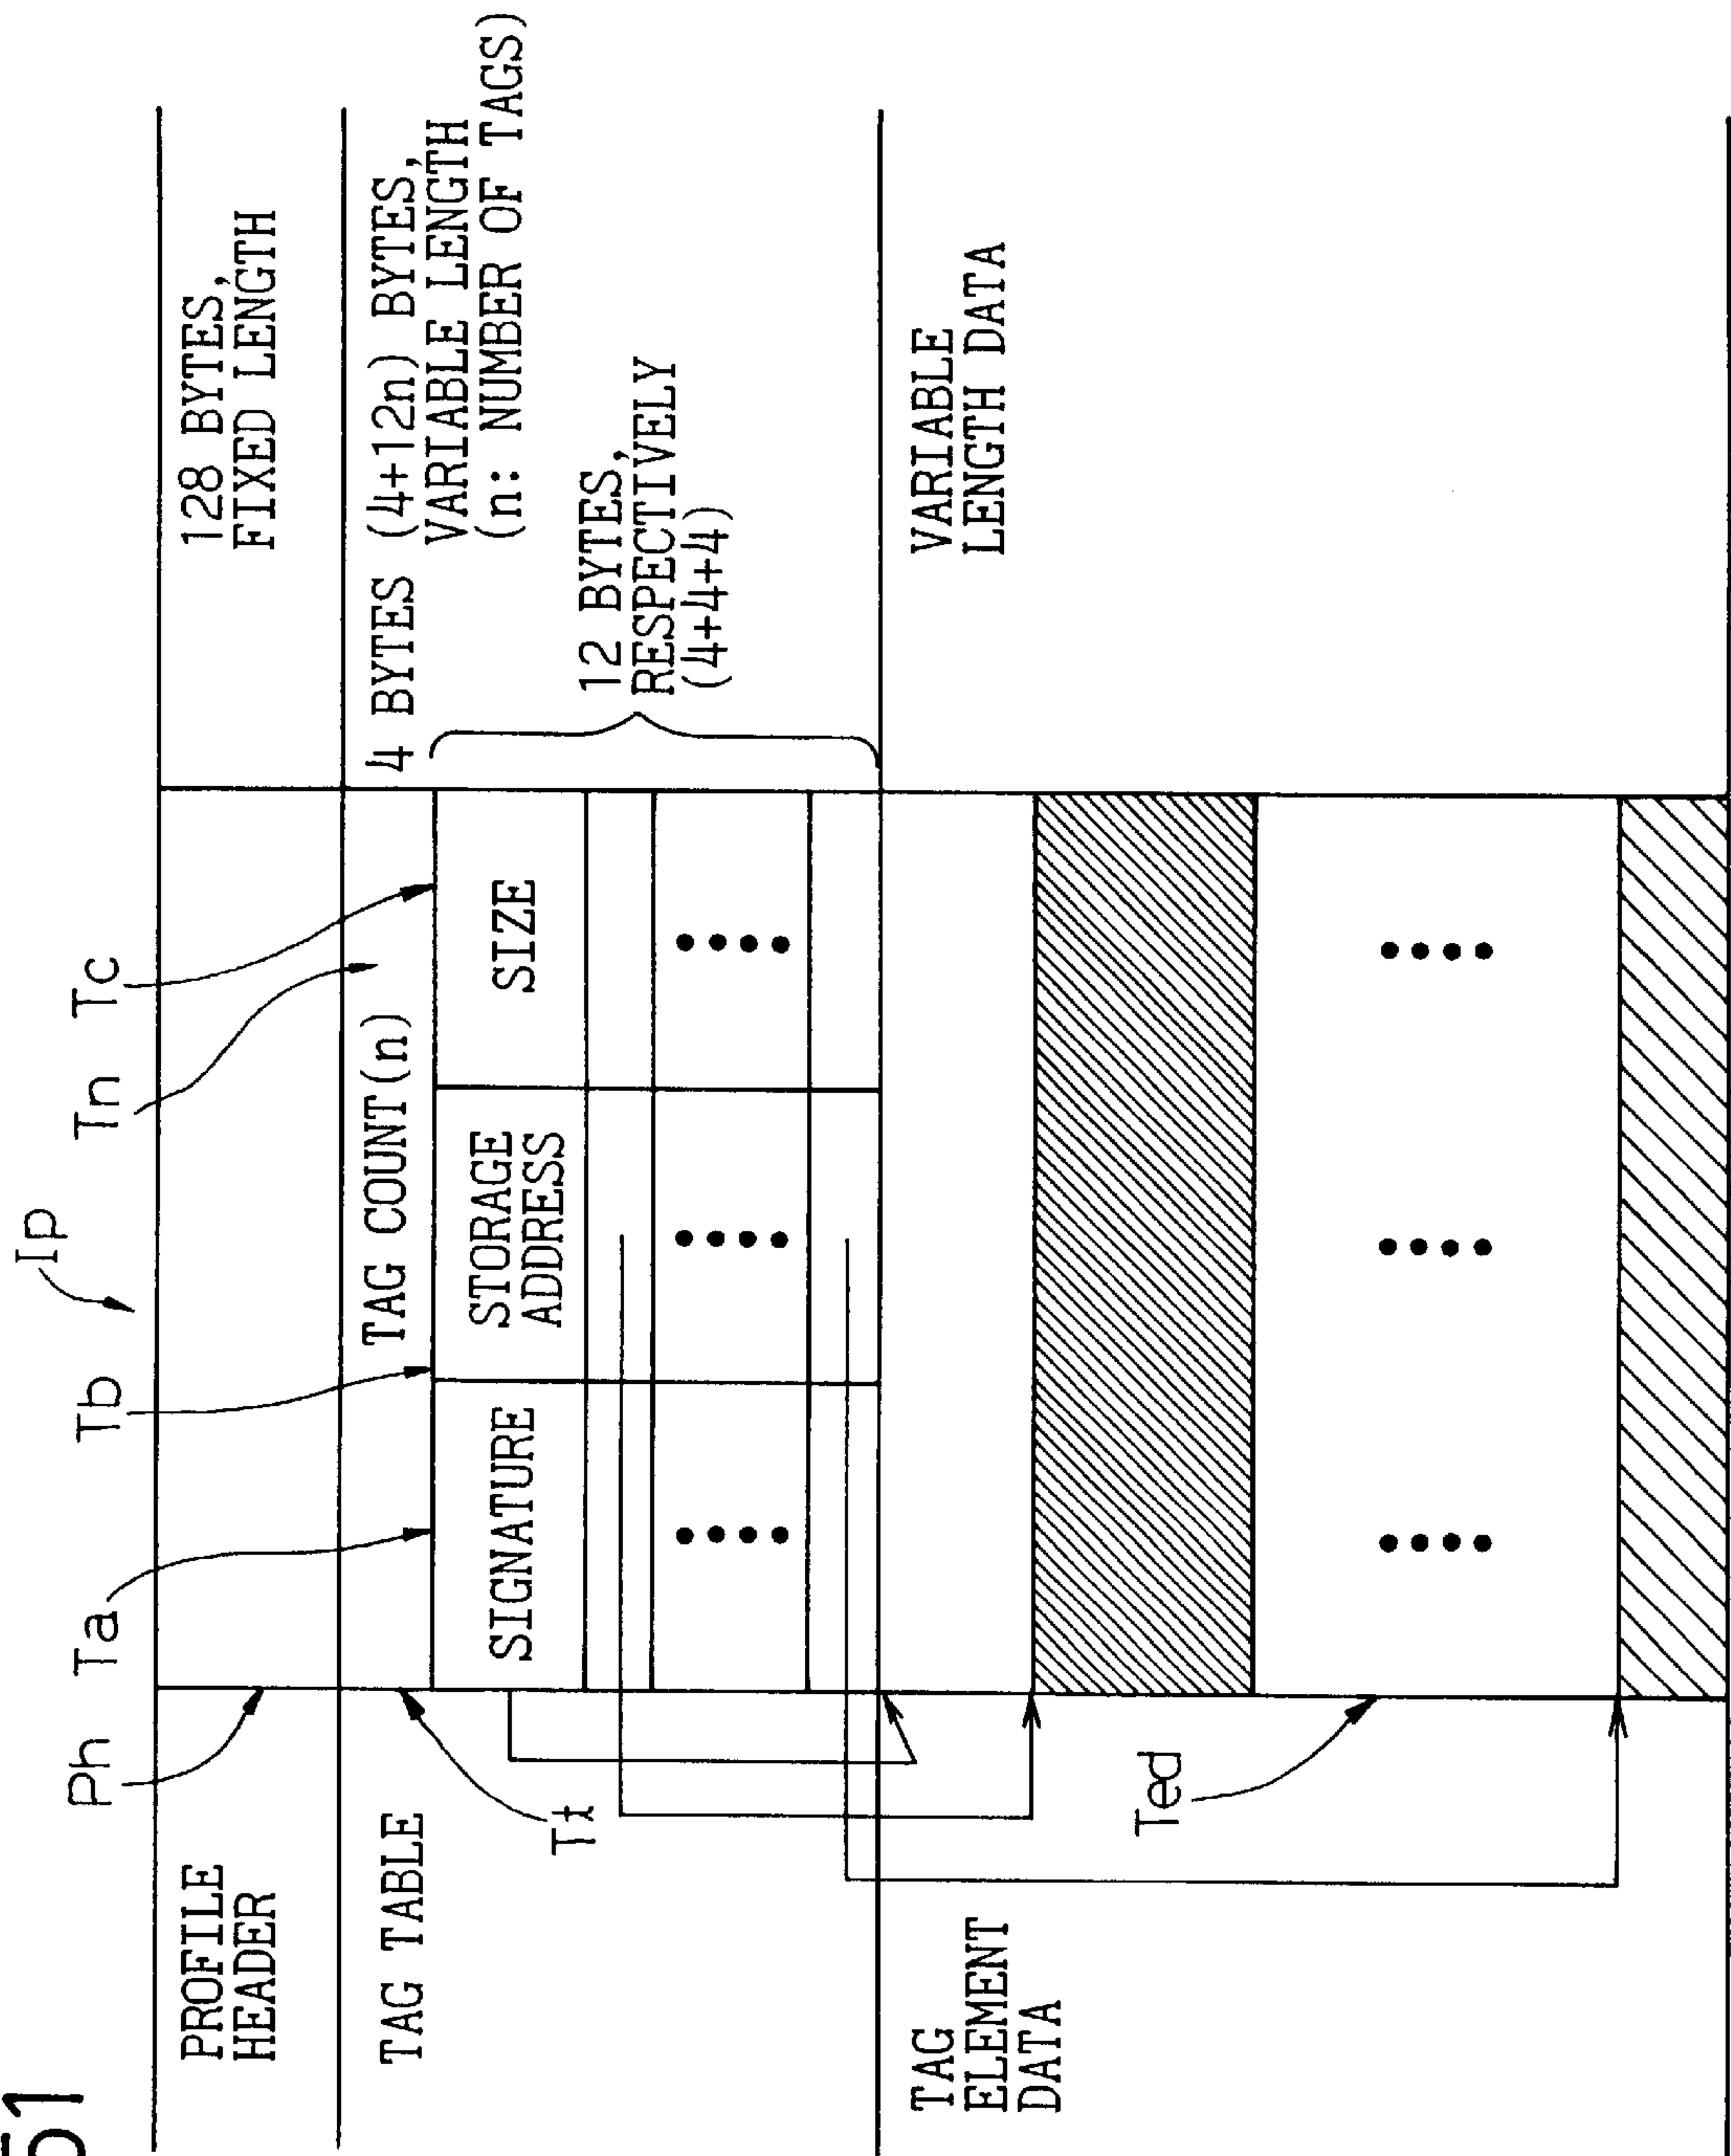 51
Ip
Ph
Ta
Tb
Tn
Tc
PROFILE
HEADER
128 BYTES,
FIXED LENGTH
TAG TABLE
Tt
TAG COUNT(n)
4 BYTES
(4+12n) BYTES,
VARIABLE LENGTH
(n: NUMBER OF TAGS)
SIGNATURE
STORAGE
ADDRESS
SIZE
12 BYTES,
RESPECTIVELY
(4+4+4)
TAG
ELEMENT
DATA
Ted
VARIABLE
LENGTH DATA